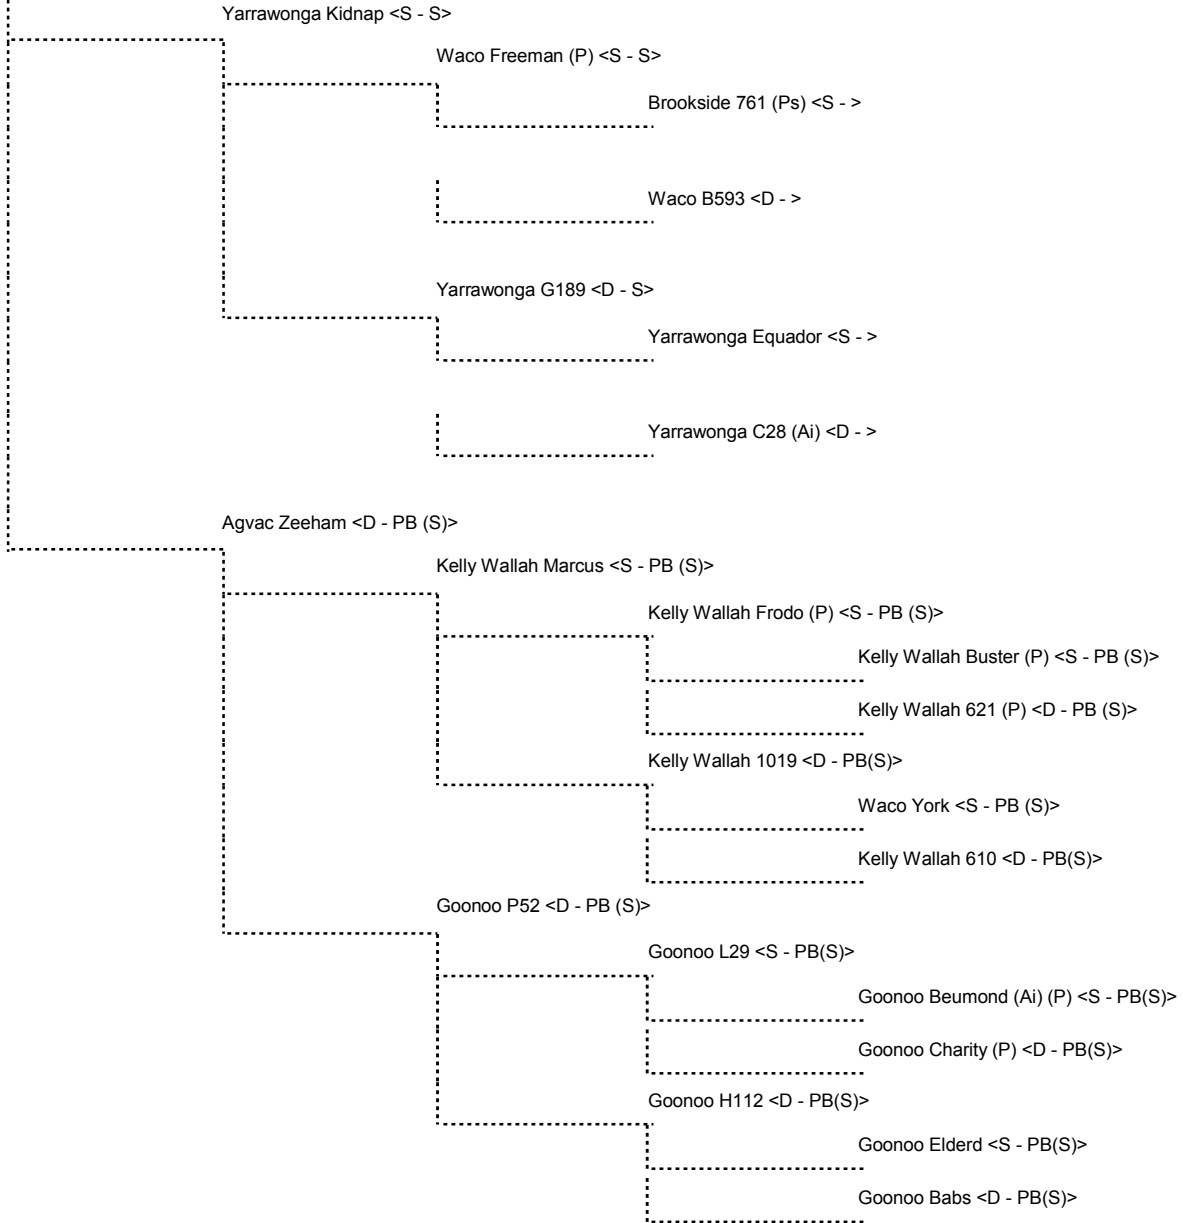 Yarrawonga Kidnap <S - S>
Waco Freeman (P) <S - S>
Brookside 761 (Ps) <S - >
Waco B593 <D - >
Yarrawonga G189 <D - S>
Yarrawonga Equador <S - >
Yarrawonga C28 (Ai) <D - >
Agvac Zeeham <D - PB (S)>
Kelly Wallah Marcus <S - PB (S)>
Kelly Wallah Frodo (P) <S - PB (S)>
Kelly Wallah Buster (P) <S - PB (S)>
Kelly Wallah 621 (P) <D - PB (S)>
Kelly Wallah 1019 <D - PB(S)>
Waco York <S - PB (S)>
Kelly Wallah 610 <D - PB(S)>
Goonoo P52 <D - PB (S)>
Goonoo L29 <S - PB(S)>
Goonoo Beumond (Ai) (P) <S - PB(S)>
Goonoo Charity (P) <D - PB(S)>
Goonoo H112 <D - PB(S)>
Goonoo Elderd <S - PB(S)>
Goonoo Babs <D - PB(S)>